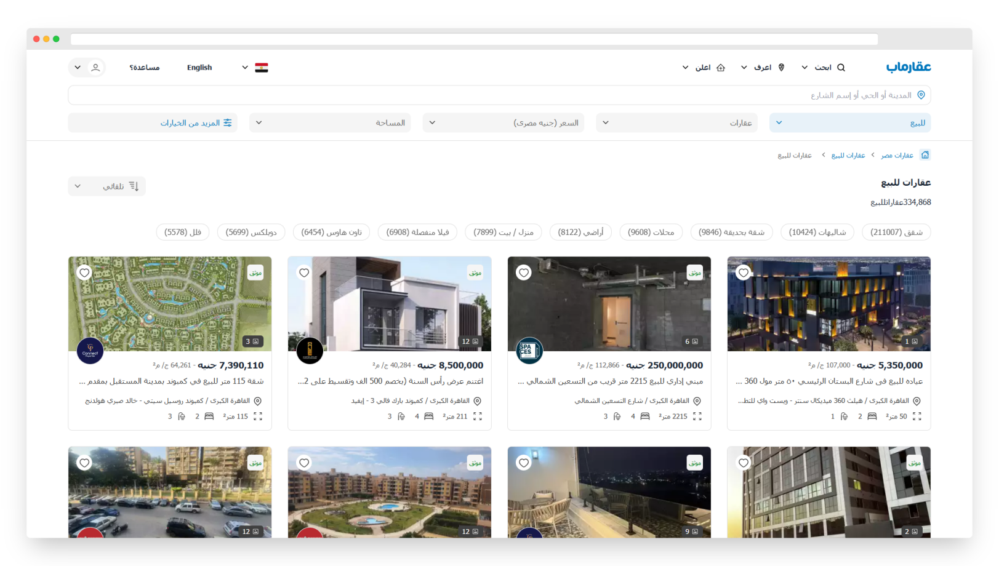 عقارماب
ابحث
اعرف
اعلن
English
مساعدة؟
المدينة أو الحي أو إسم الشارع
للبيع
عقارات
السعر (جنيه مصرى)
المساحة
المزيد من الخيارات
عقارات مصر
عقارات للبيع
عقارات للبيع
عقارات للبيع
تلقائي
334,868عقاراتللبيع
شقق (211007)
شاليهات (10424)
شقة بحديقة (9846)
محلات (9608)
أراضي (8122)
منزل / بيت (7899)
فيلا منفصلة (6908)
تاون هاوس (6454)
دوبلكس (5699)
فلل (5578)
1
5,350,000 جنيه - 107,000 ج/ م²
عياده للبيع فى شارع البستان الرئيسي ٥٠ متر مول 360 ...
القاهرة الكبرى / هيلث 360 ميديكال سنتر - ويست واي للتط...
50 متر² 2 1
موثق
6
SPA
CES
250,000,000 جنيه - 112,866 ج/ م²
مبني إداري للبيع 2215 متر قريب من التسعين الشمالي ...
القاهرة الكبرى / شارع التسعين الشمالي
2215 متر² 4 3
موثق
12
8,500,000 جنيه - 40,284 ج/ م²
اغتنم عرض رأس السنة (بخصم 500 الف وتقسيط على 2...
القاهرة الكبرى / كمبوند بارك فالي 3 - إيفيد
211 متر² 4 3
موثق
3
Connect
7,390,110 جنيه - 64,261 ج/ م²
شقة 115 متر للبيع في كمبوند بمدينة المستقبل بمقدم ...
القاهرة الكبرى / كمبوند روسيل سيتي - خالد صبري هولدنج
115 متر² 2 3
موثق
2
موثق
9
موثق
12
موثق
12